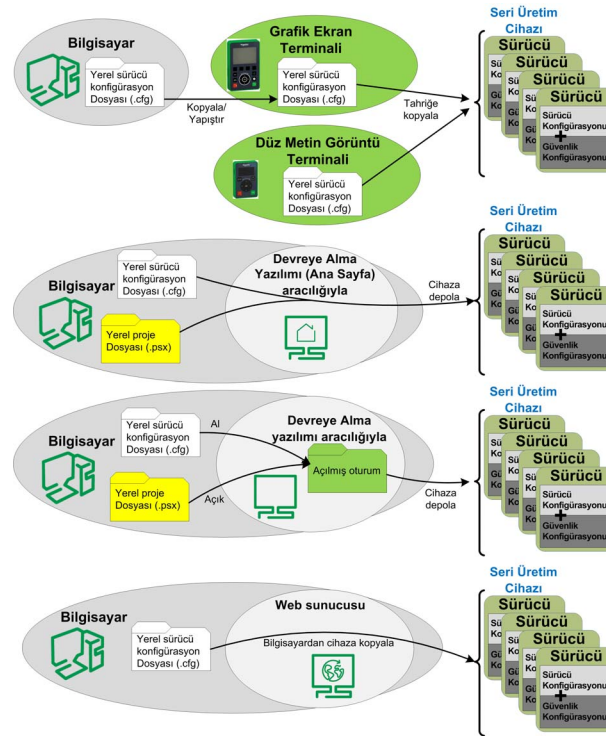 Bilgisayar
Yerel sürücü
konfigürasyon
Dosyası (.cfg)
Kopyala/
Yapıştır
Grafik Ekran
Terminali
Yerel sürücü
konfigürasyon
Dosyası (.cfg)
Tahriğe
kopyala
Düz Metin Görüntü
Terminali
Yerel sürücü
konfigürasyon
Dosyası (.cfg)
Seri Üretim
Cihazı
Sürücü
Sürücü
Sürücü
Sürücü
Sürücü
Konfigürasyonu
+
Güvenlik
Konfigürasyonu
Bilgisayar
Yerel sürücü
konfigürasyon
Dosyası (.cfg)
Yerel proje
Dosyası (.psx)
Devreye Alma
Yazılımı (Ana Sayfa)
aracılığıyla
Cihaza
depola
Seri Üretim
Cihazı
Sürücü
Sürücü
Sürücü
Sürücü
Sürücü
Konfigürasyonu
+
Güvenlik
Konfigürasyonu
Bilgisayar
Yerel sürücü
konfigürasyon
Dosyası (.cfg)
Al
Yerel proje
Dosyası (.psx)
Açık
Devreye Alma
yazılımı aracılığıyla
Açılmış oturum
Cihaza
depola
Seri Üretim
Cihazı
Sürücü
Sürücü
Sürücü
Sürücü
Sürücü
Konfigürasyonu
+
Güvenlik
Konfigürasyonu
Bilgisayar
Yerel sürücü
konfigürasyon
Dosyası (.cfg)
Web sunucusu
Bilgisayardan cihaza kopyala
Seri Üretim
Cihazı
Sürücü
Sürücü
Sürücü
Sürücü
Sürücü
Konfigürasyonu
+
Güvenlik
Konfigürasyonu